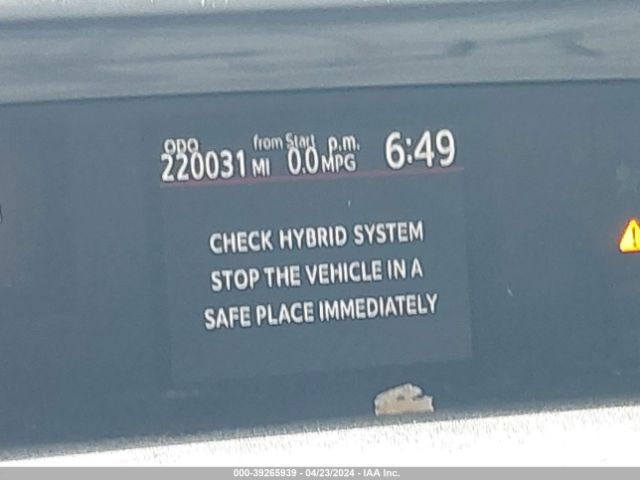 ODO from Start p.m. 6:49
220031 MI 0.0 MPG
CHECK HYBRID SYSTEM
STOP THE VEHICLE IN A
SAFE PLACE IMMEDIATELY
000-39265939 - 04/23/2024 - IAA Inc.